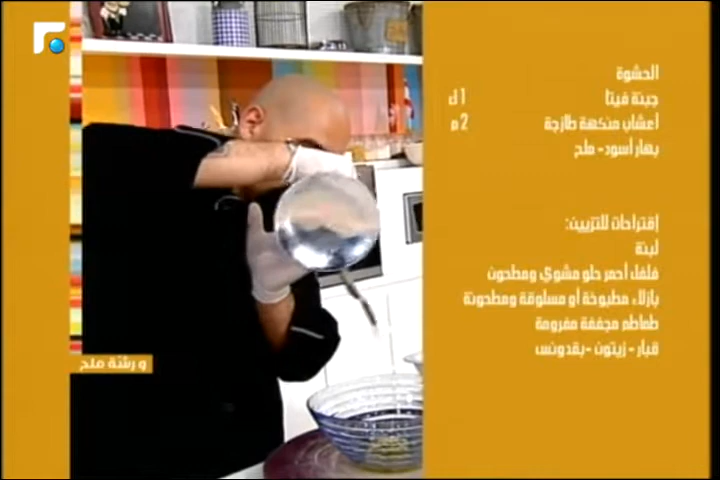 الحشوة
جبنة فيتا 1 ك
أعشاب منكهة طازجة 2 م
بهار أسود - ملح
إقتراحات للتزيين:
لبنة
فلفل أحمر حلو مشوي ومطحون
بازلاء مطبوخة أو مسلوقة ومطحونة
طماطم مجففة مفرومة
قبار - زيتون - بقدونس
ورشة ملح